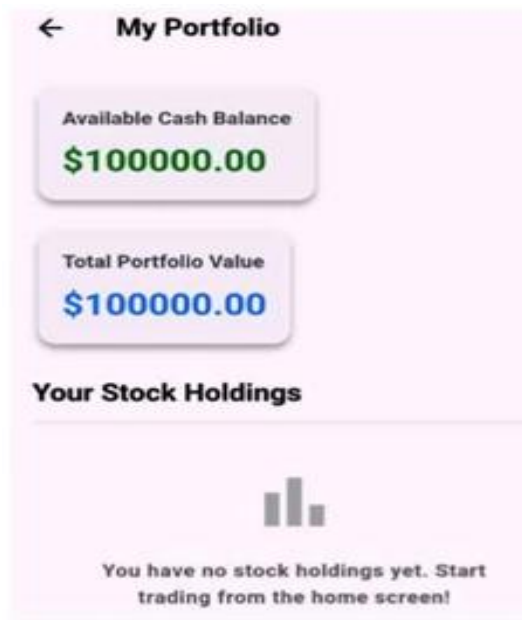 My Portfolio
Available Cash Balance
$100000.00
Total Portfolio Value
$100000.00
Your Stock Holdings
You have no stock holdings yet. Start
trading from the home screen!